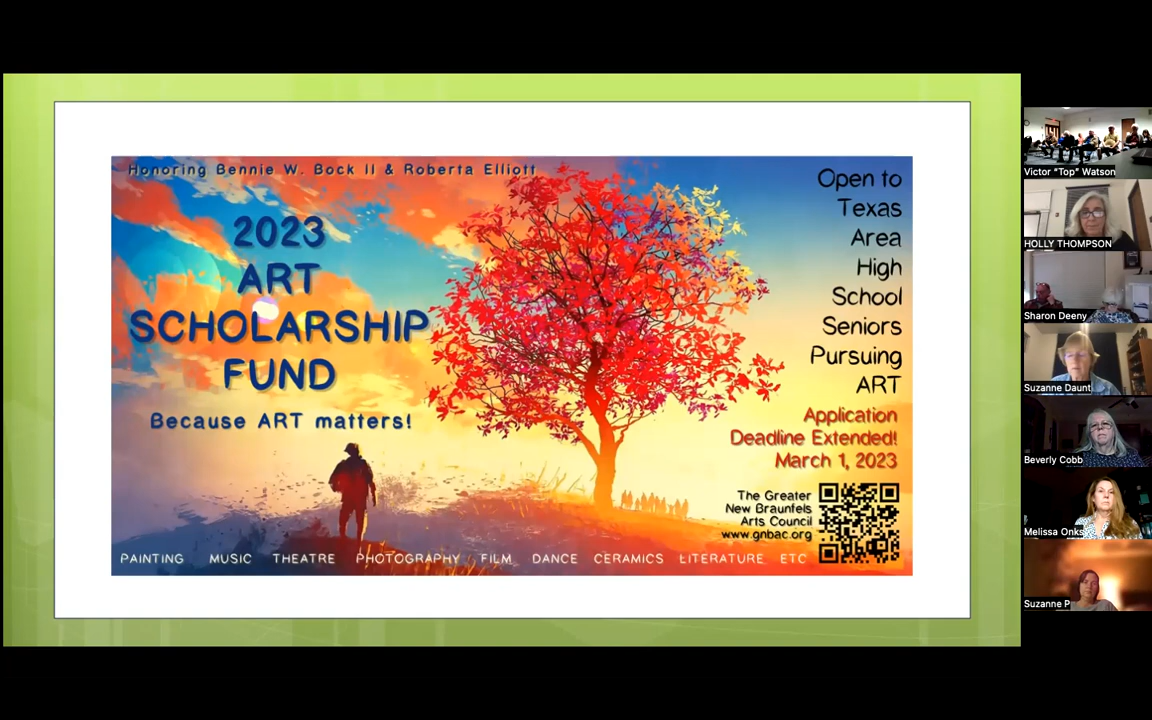 Honoring Bennie W. Bock II & Roberta Elliott
2023
ART
SCHOLARSHIP
FUND
Because ART matters!
Open to
Texas
Area
High
School
Seniors
Pursuing
ART
Application
Deadline Extended!
March 1, 2023
The Greater
New Braunfels
Arts Council
www.gnbac.org
PAINTING MUSIC THEATRE PHOTOGRAPHY FILM DANCE CERAMICS LITERATURE ETC
Victor "Top" Watson
HOLLY THOMPSON
Sharon Deeny
Suzanne Daunt
Beverly Cobb
Melissa Onks
Suzanne P